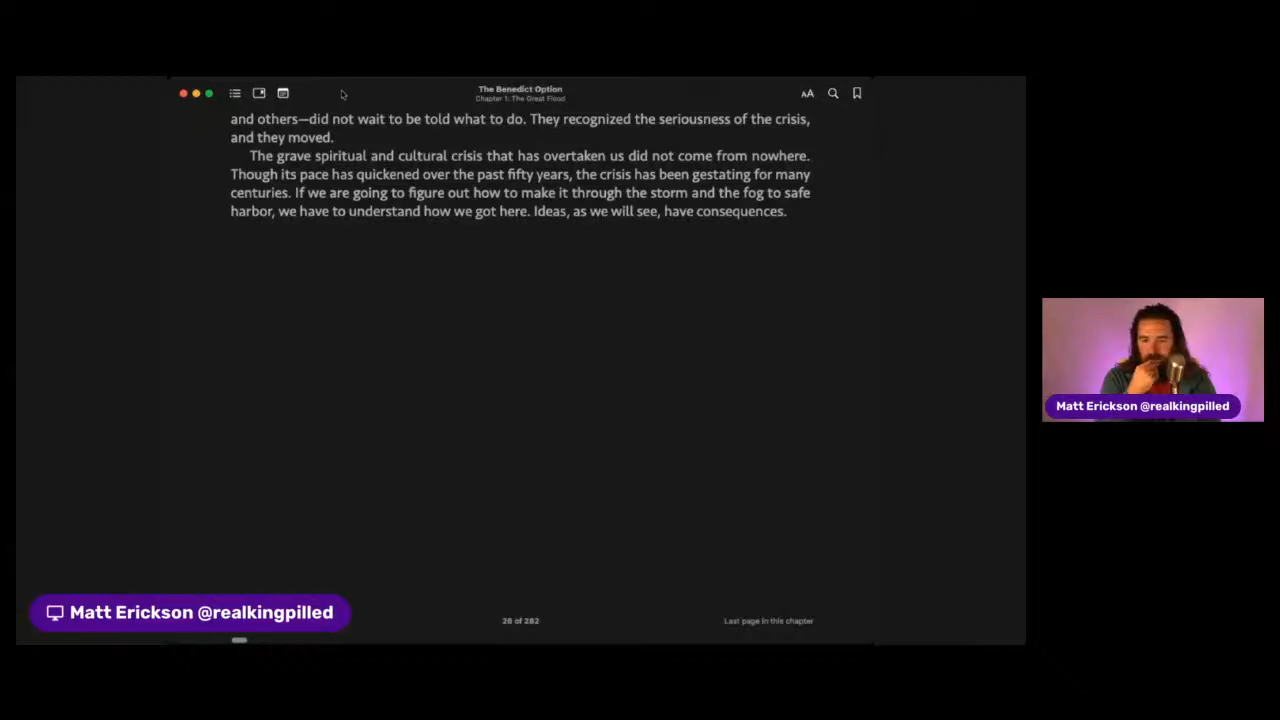 The Benedict Option
Chapter 1: The Great Flood
AA
and others—did not wait to be told what to do. They recognized the seriousness of the crisis,
and they moved.
The grave spiritual and cultural crisis that has overtaken us did not come from nowhere.
Though its pace has quickened over the past fifty years, the crisis has been gestating for many
centuries. If we are going to figure out how to make it through the storm and the fog to safe
harbor, we have to understand how we got here. Ideas, as we will see, have consequences.
Matt Erickson @realkingpilled
Matt Erickson @realkingpilled
26 of 282
Last page in this chapter